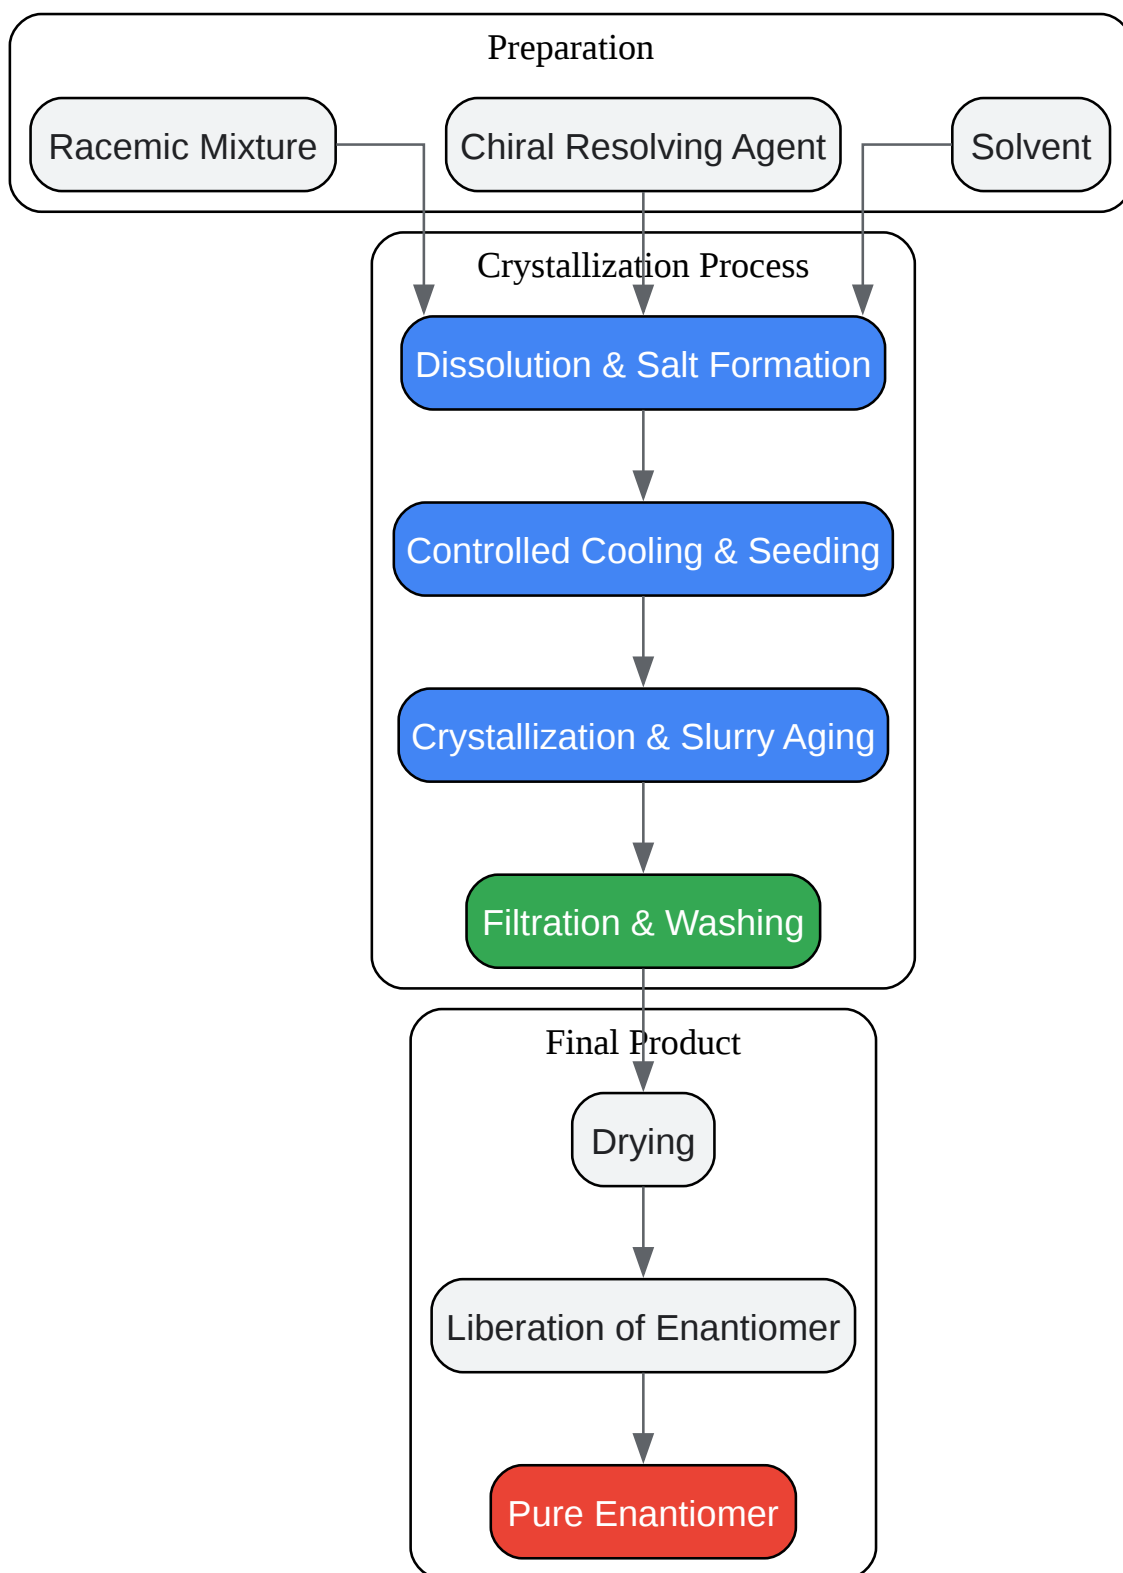 Preparation
Racemic Mixture
Chiral Resolving Agent
Solvent
Crystallization Process
Dissolution & Salt Formation
Controlled Cooling & Seeding
Crystallization & Slurry Aging
Filtration & Washing
Final Product
Drying
Liberation of Enantiomer
Pure Enantiomer